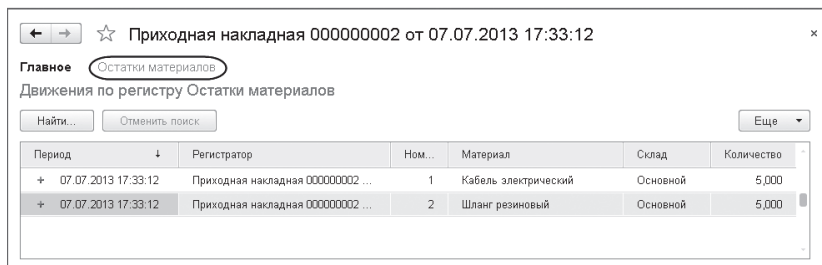 Приходная накладная 000000002 от 07.07.2013 17:33:12
Главное Остатки материалов
Движения по регистру Остатки материалов
Найти... Отменить поиск Еще
Период Регистратор Ном... Материал Склад Количество
07.07.2013 17:33:12 Приходная накладная 000000002 ... 1 Кабель электрический Основной 5,000
07.07.2013 17:33:12 Приходная накладная 000000002 ... 2 Шланг резиновый Основной 5,000